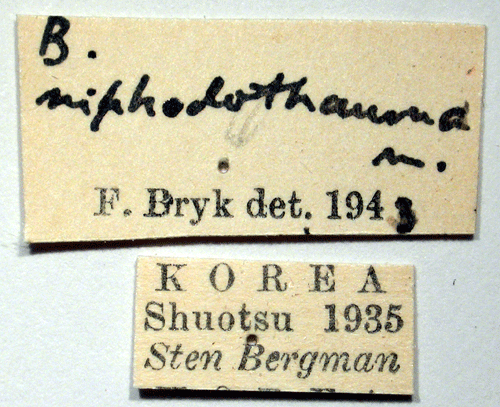 B.
niphodothauma
n.
F. Bryk det. 1943
KOREA
Shuotsu 1935
Sten Bergman